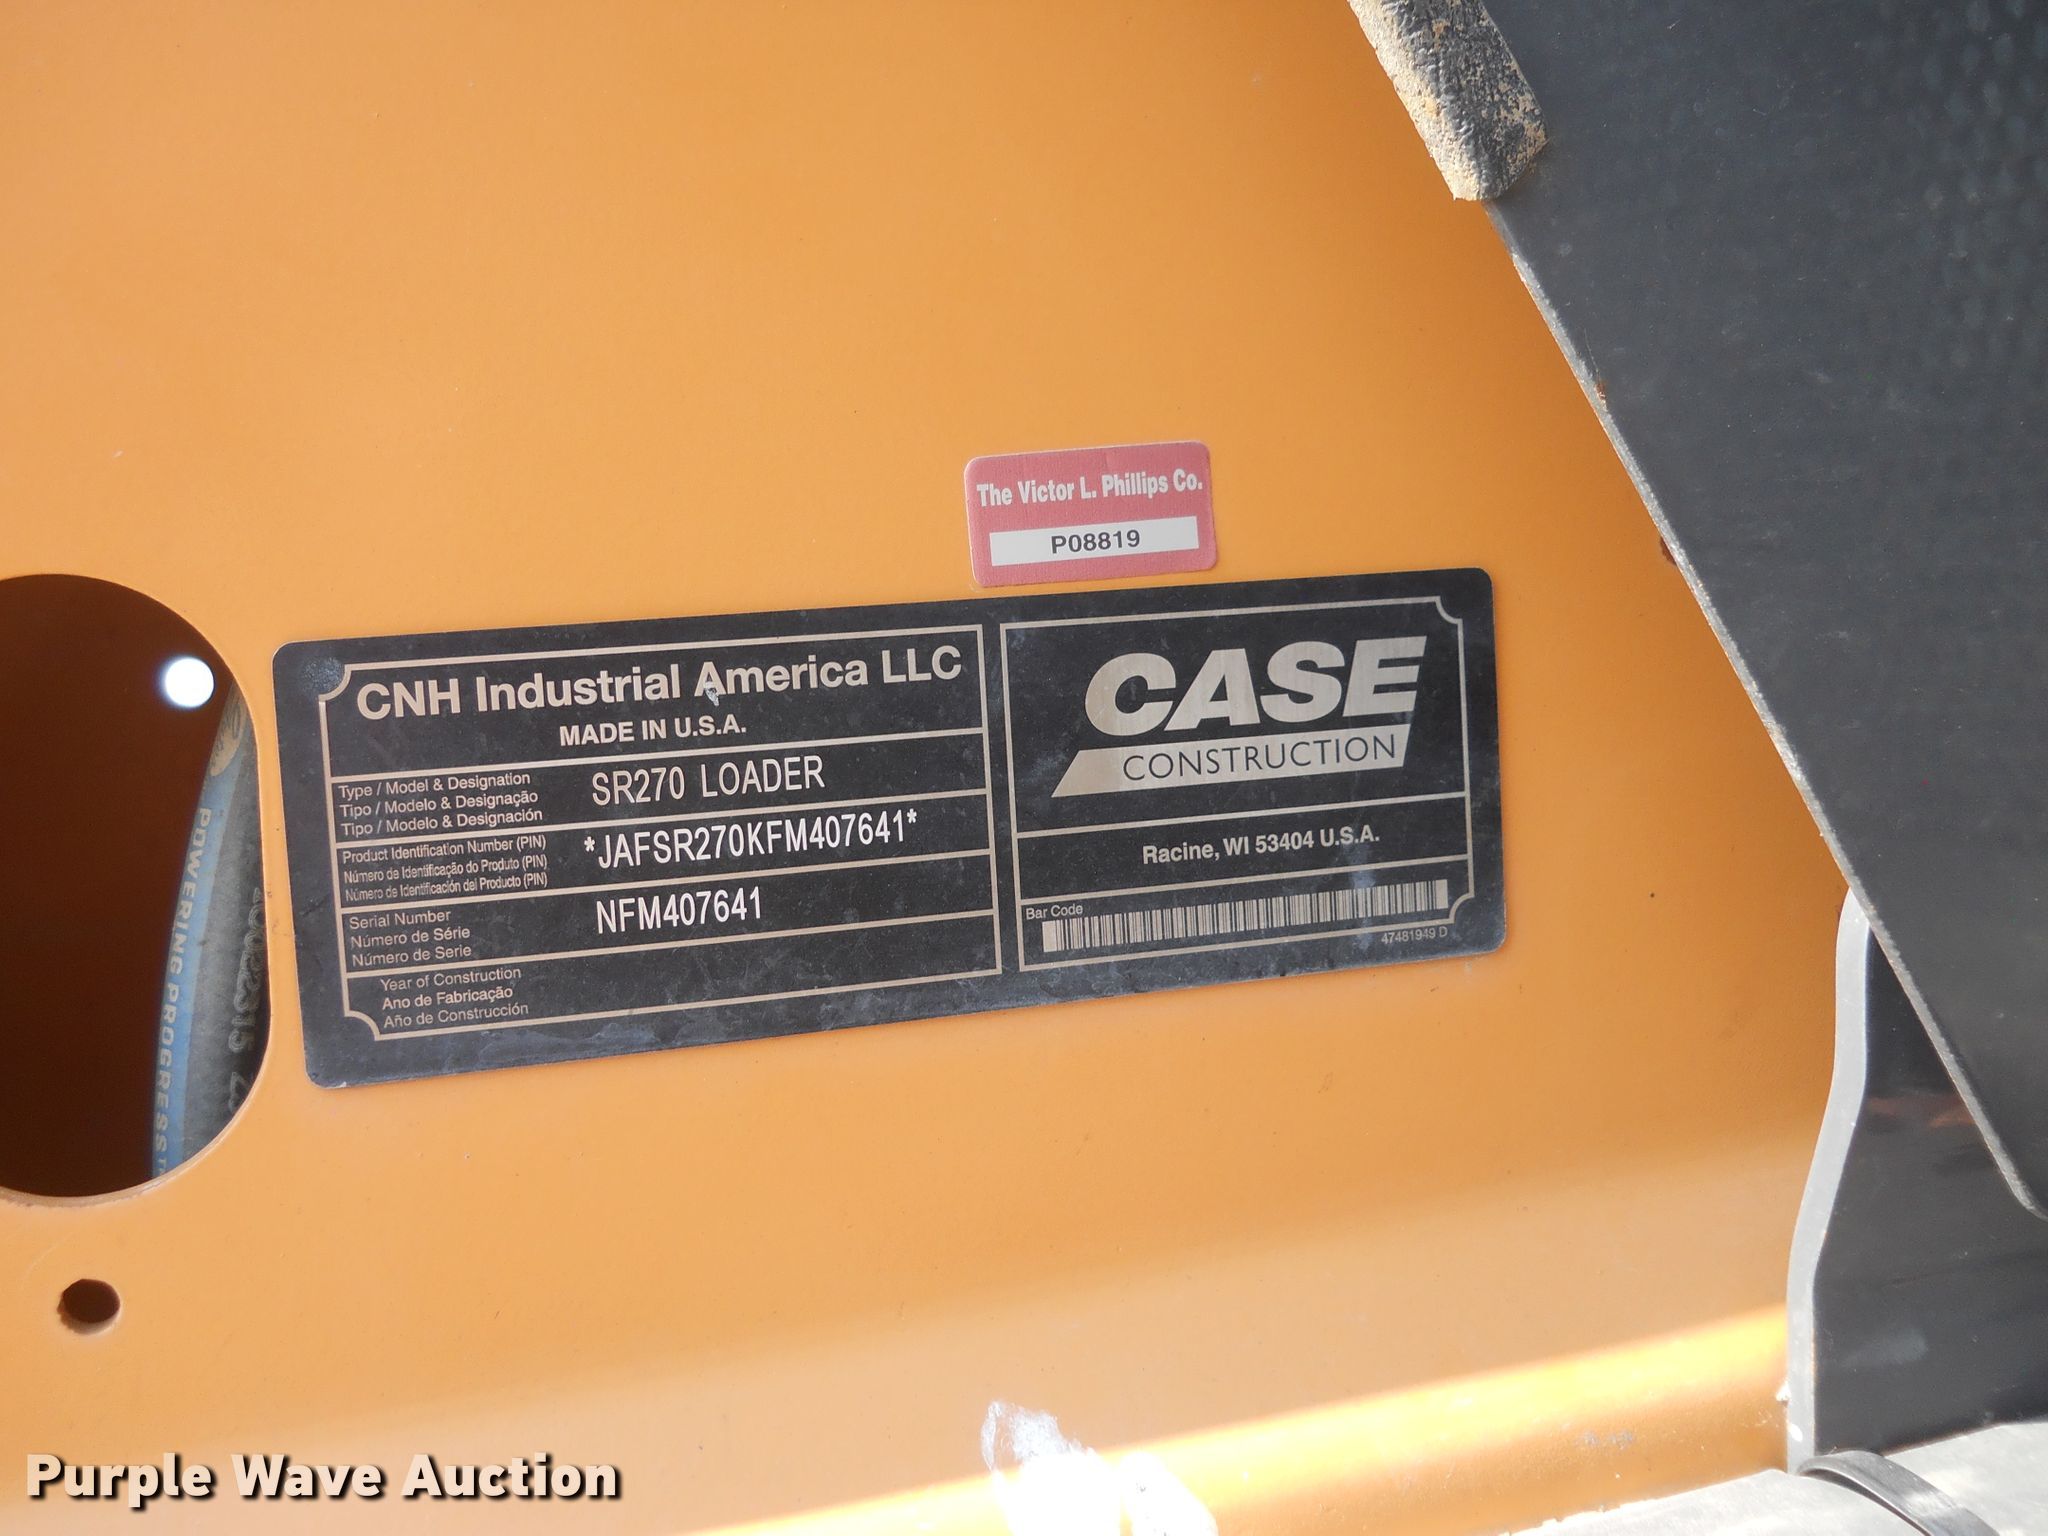 The Victor L. Phillips Co.
P08819
CNH Industrial America LLC
MADE IN U.S.A.
Type / Model & Designation
Tipo / Modelo & Designação
Tipo / Modelo & Designación
SR270 LOADER
Product Identification Number (PIN)
Número de Identificação do Produto (PIN)
Número de Identificación del Producto (PIN)
*JAFSR270KFM407641*
Serial Number
Número de Série
Número de Serie
NFM407641
Year of Construction
Ano de Fabricação
Año de Construcción
CASE
CONSTRUCTION
Racine, WI 53404 U.S.A.
Bar Code
47481949 D
POWERING PROGRESS
Purple Wave Auction